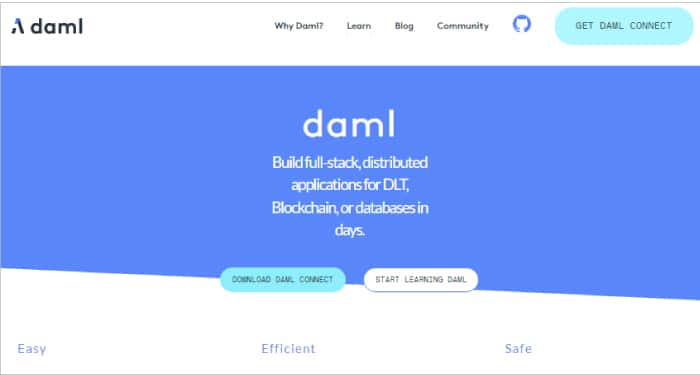 daml
Why Daml? Learn Blog Community GET DAML CONNECT
daml
Build full-stack, distributed
applications for DLT,
Blockchain, or databases in
days.
DOWNLOAD DAML CONNECT START LEARNING DAML
Easy Efficient Safe